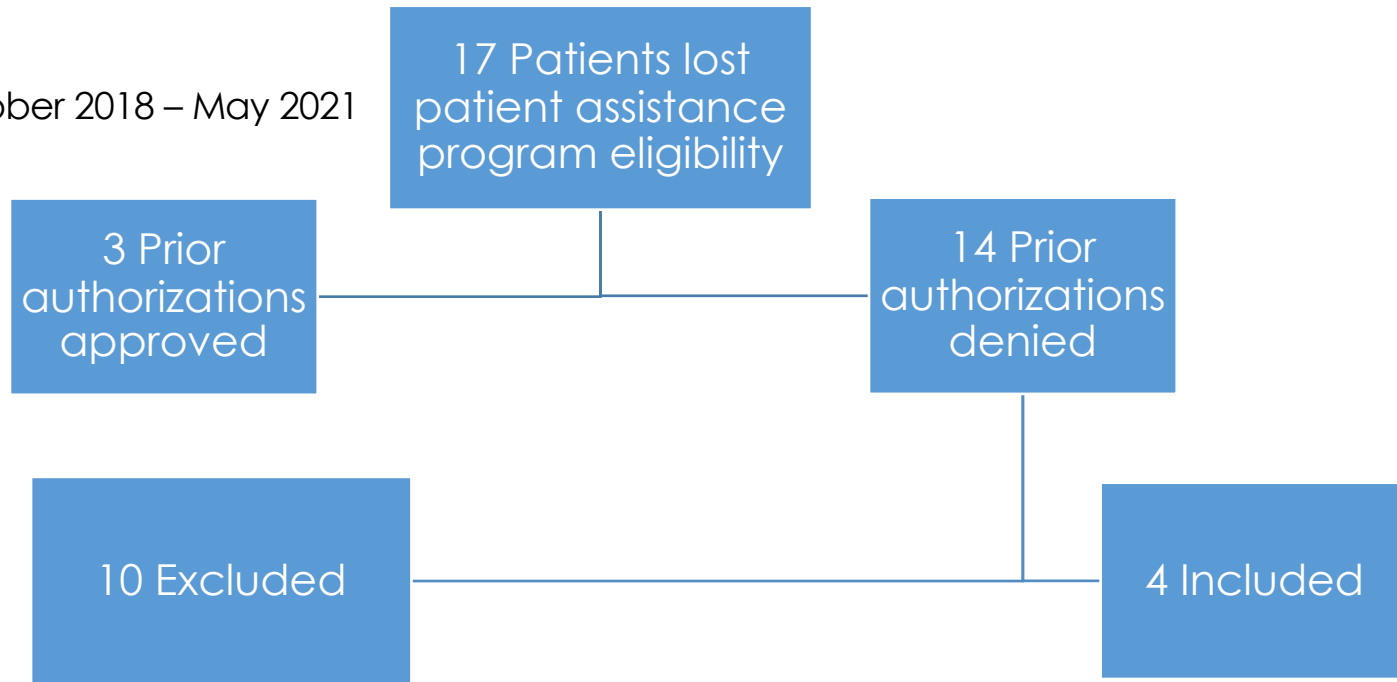 17 Patients lost
patient assistance
program eligibility
2018 – May 2021
3 Prior
authorizations
approved
14 Prior
authorizations
denied
10 Excluded
4 Included